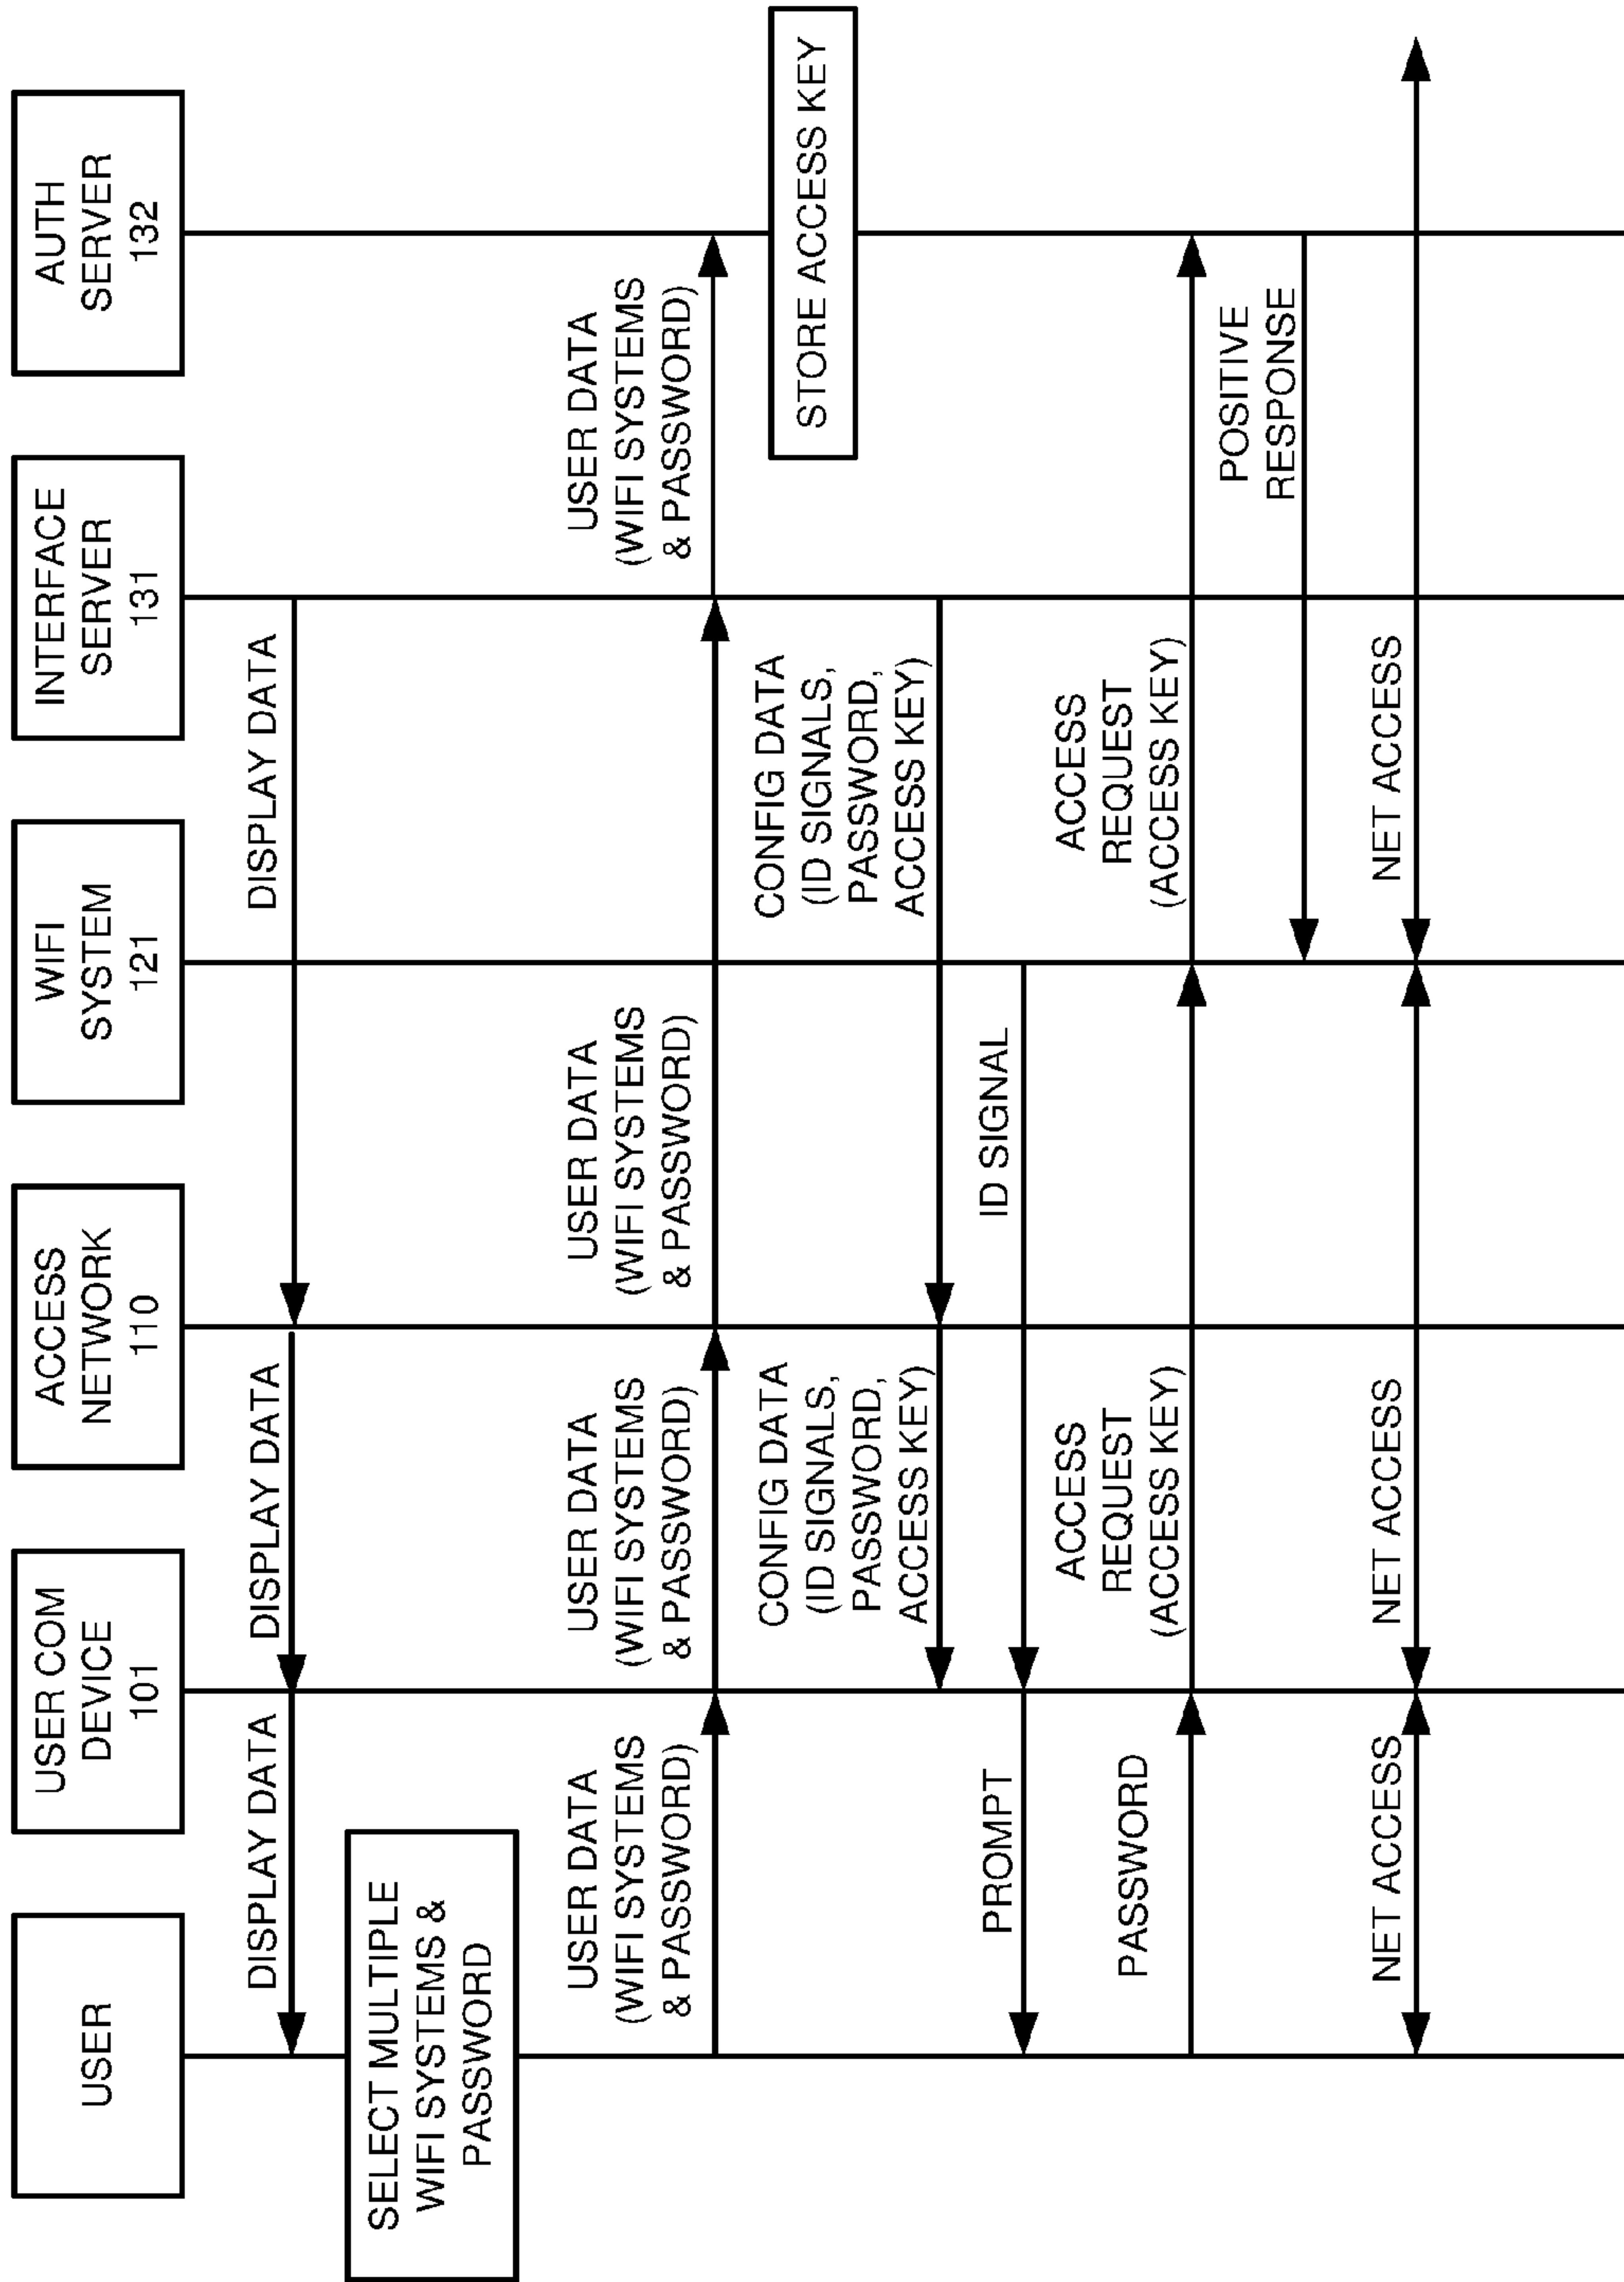 USER
USER COM
DEVICE
101
ACCESS
NETWORK
110
WIFI
SYSTEM
121
INTERFACE
SERVER
131
AUTH
SERVER
132
DISPLAY DATA
DISPLAY DATA
DISPLAY DATA
SELECT MULTIPLE
WIFI SYSTEMS &
PASSWORD
USER DATA
(WIFI SYSTEMS
& PASSWORD)
USER DATA
(WIFI SYSTEMS
& PASSWORD)
USER DATA
(WIFI SYSTEMS
& PASSWORD)
USER DATA
(WIFI SYSTEMS
& PASSWORD)
STORE ACCESS KEY
CONFIG DATA
(ID SIGNALS,
PASSWORD,
ACCESS KEY)
CONFIG DATA
(ID SIGNALS,
PASSWORD,
ACCESS KEY)
PROMPT
ID SIGNAL
PASSWORD
ACCESS
REQUEST
(ACCESS KEY)
ACCESS
REQUEST
(ACCESS KEY)
POSITIVE
RESPONSE
NET ACCESS
NET ACCESS
NET ACCESS